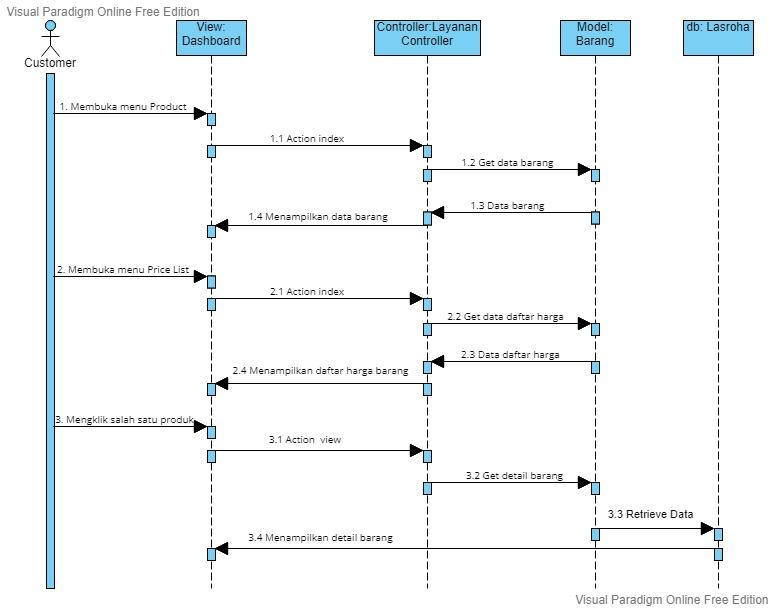 Visual Paradigm Online Free Edition
Customer
View:
Dashboard
Controller:Layanan
Controller
Model:
Barang
db: Lasroha
1. Membuka menu Product
1.1 Action index
1.2 Get data barang
1.3 Data barang
1.4 Menampilkan data barang
2. Membuka menu Price List
2.1 Action index
2.2 Get data daftar harga
2.3 Data daftar harga
2.4 Menampilkan daftar harga barang
3. Mengklik salah satu produk
3.1 Action view
3.2 Get detail barang
3.3 Retrieve Data
3.4 Menampilkan detail barang
Visual Paradigm Online Free Edition